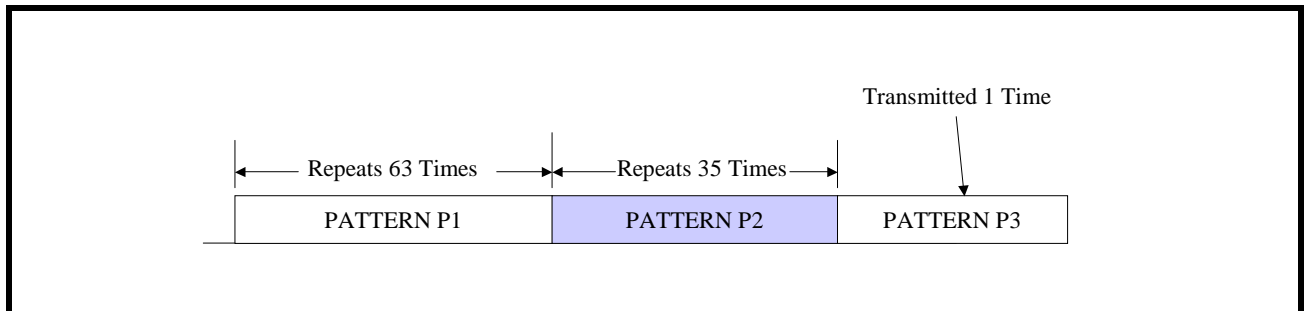 Transmitted 1 Time
Repeats 63 Times
Repeats 35 Times
PATTERN P1
PATTERN P2
PATTERN P3